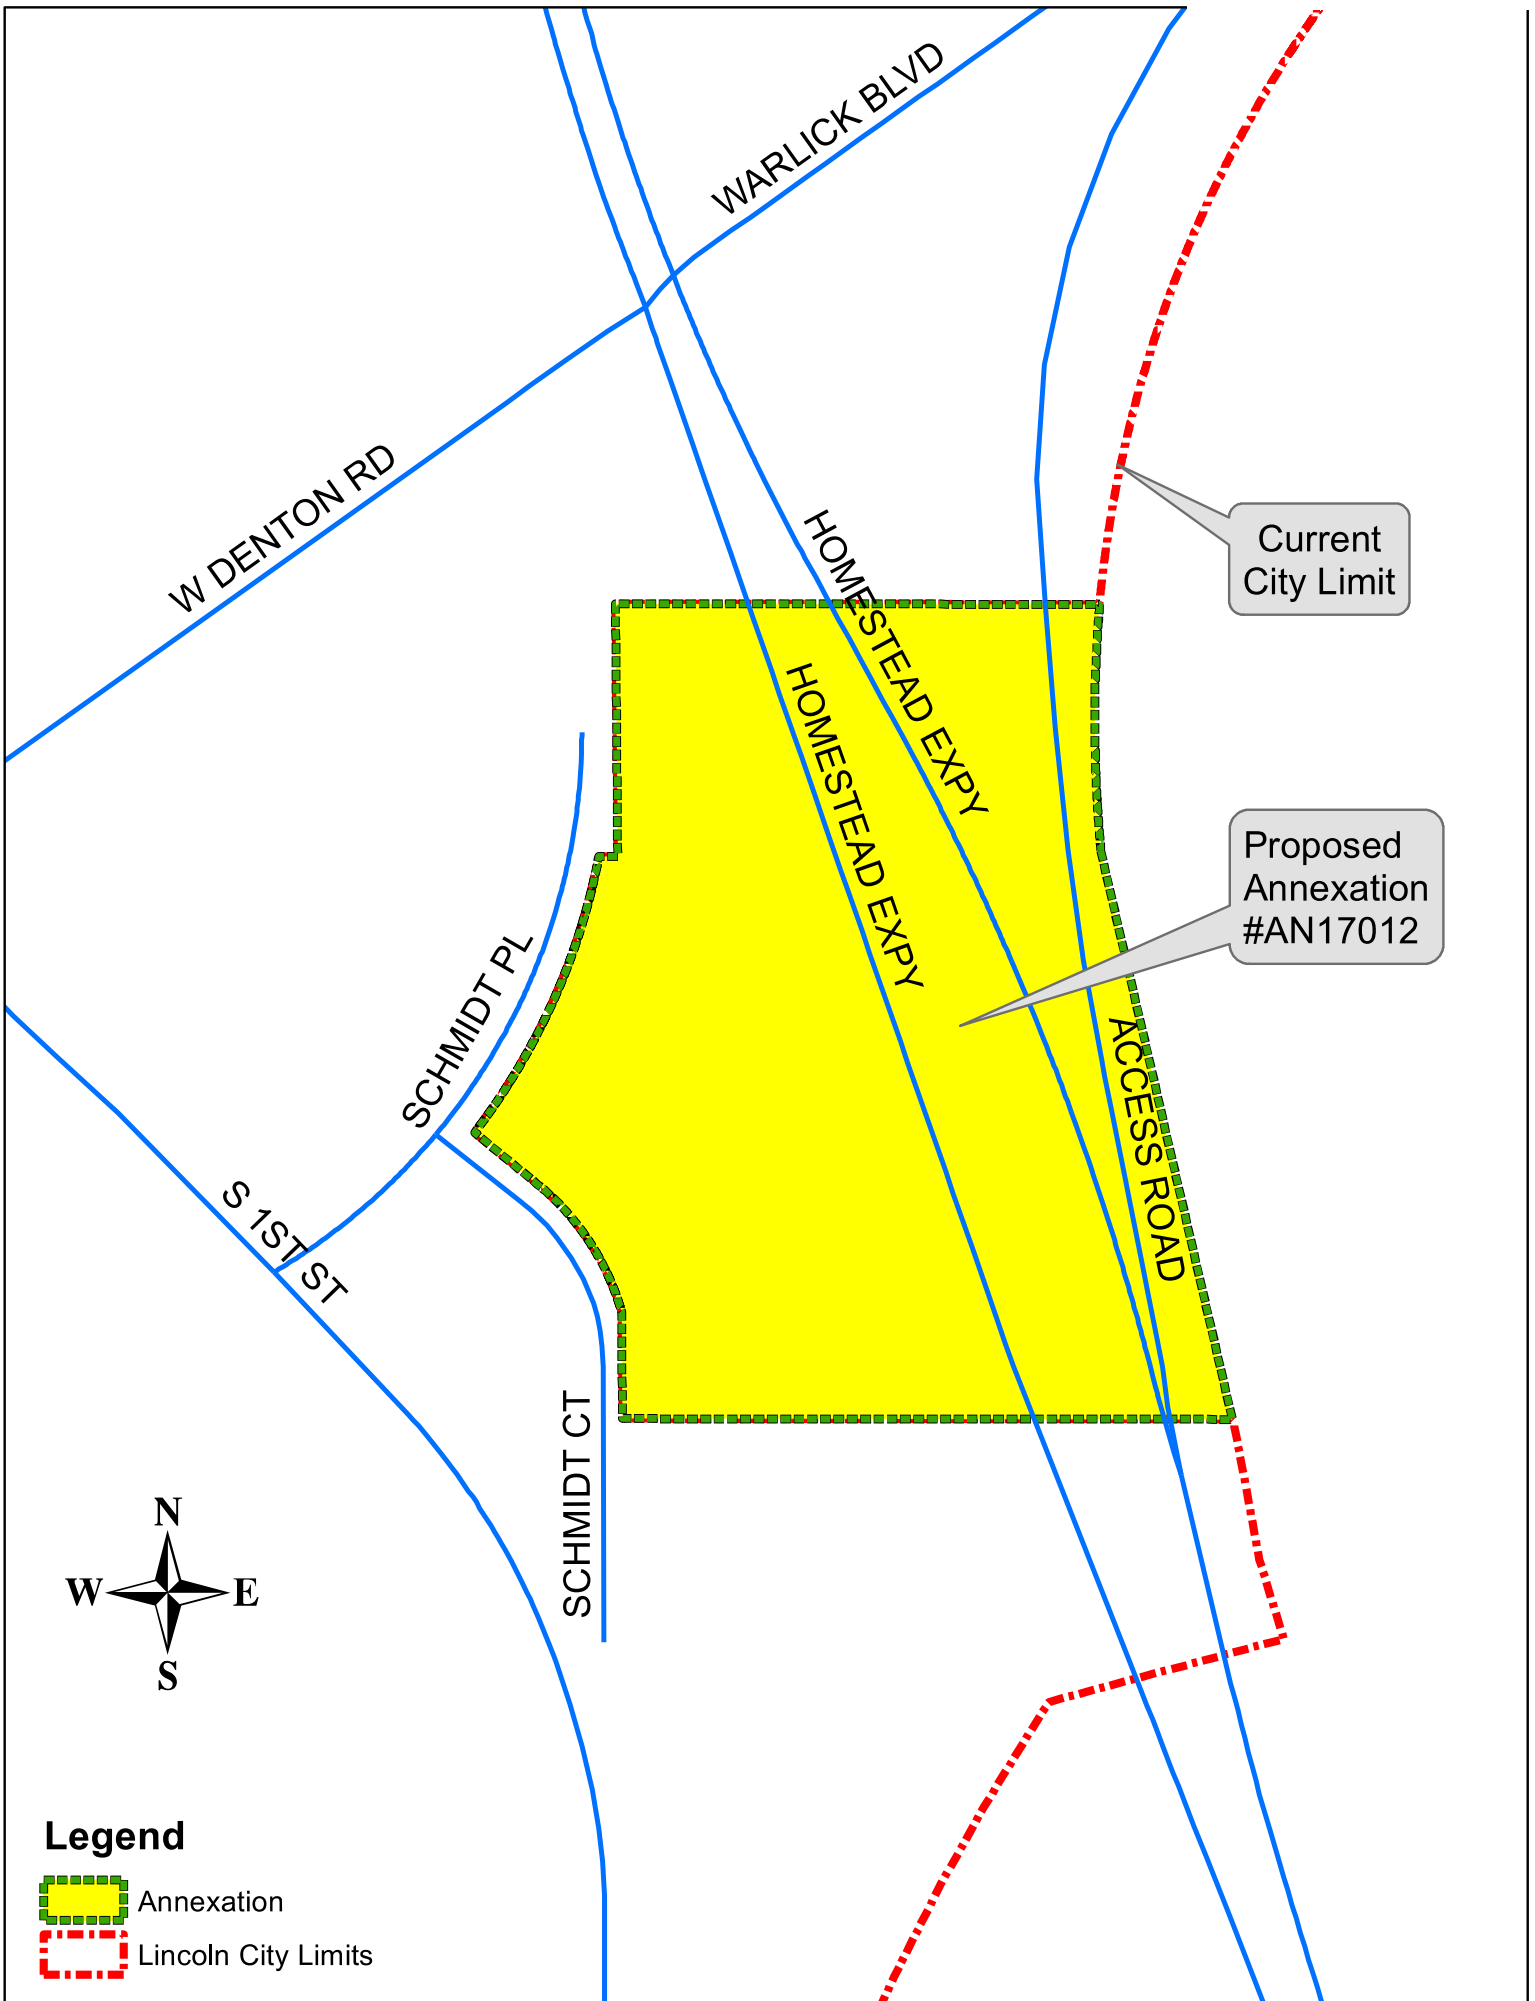 WARLICK BLVD
W DENTON RD
HOMESTEAD EXPY
Current
City Limit
HOMESTEAD EXPY
Proposed
Annexation
#AN17012
SCHMIDT PL
ACCESS ROAD
S 1ST ST
SCHMIDT CT
N
W E
S
Legend
Annexation
Lincoln City Limits